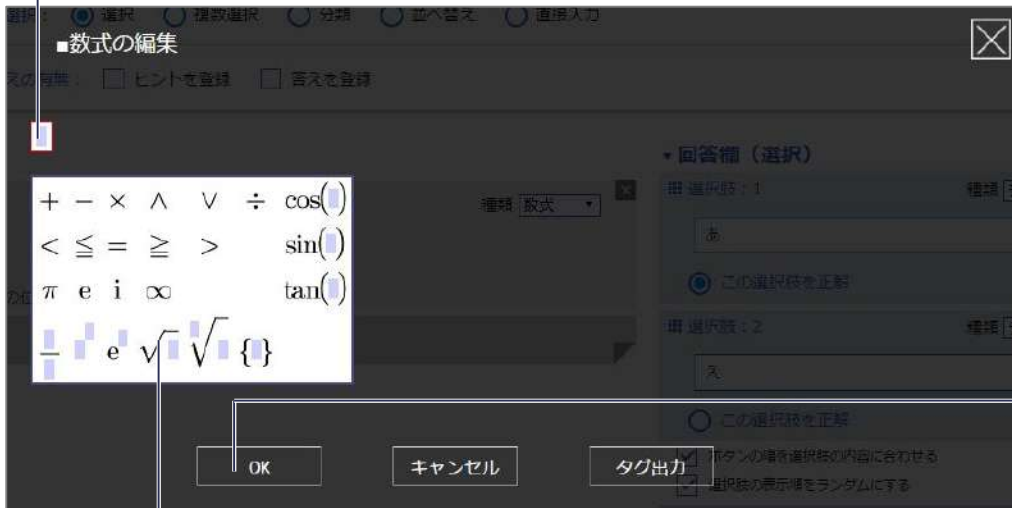 選択： 選択 複数選択 分類 並べ替え 直接入力
■数式の編集
えの有無： ヒントを登録 答えを登録
▼回答欄（選択）
選択肢：1 種類
種類 数式
あ
この選択肢を正解
+ − × ∧ ∨ ÷ cos( )
< ≦ = ≧ > sin( )
π e i ∞ tan( )
e √ √ { }
選択肢：2 種類
え
この選択肢を正解
ボタンの順を選択肢の内容に合わせる
選択肢の表示順をランダムにする
OK キャンセル タグ出力